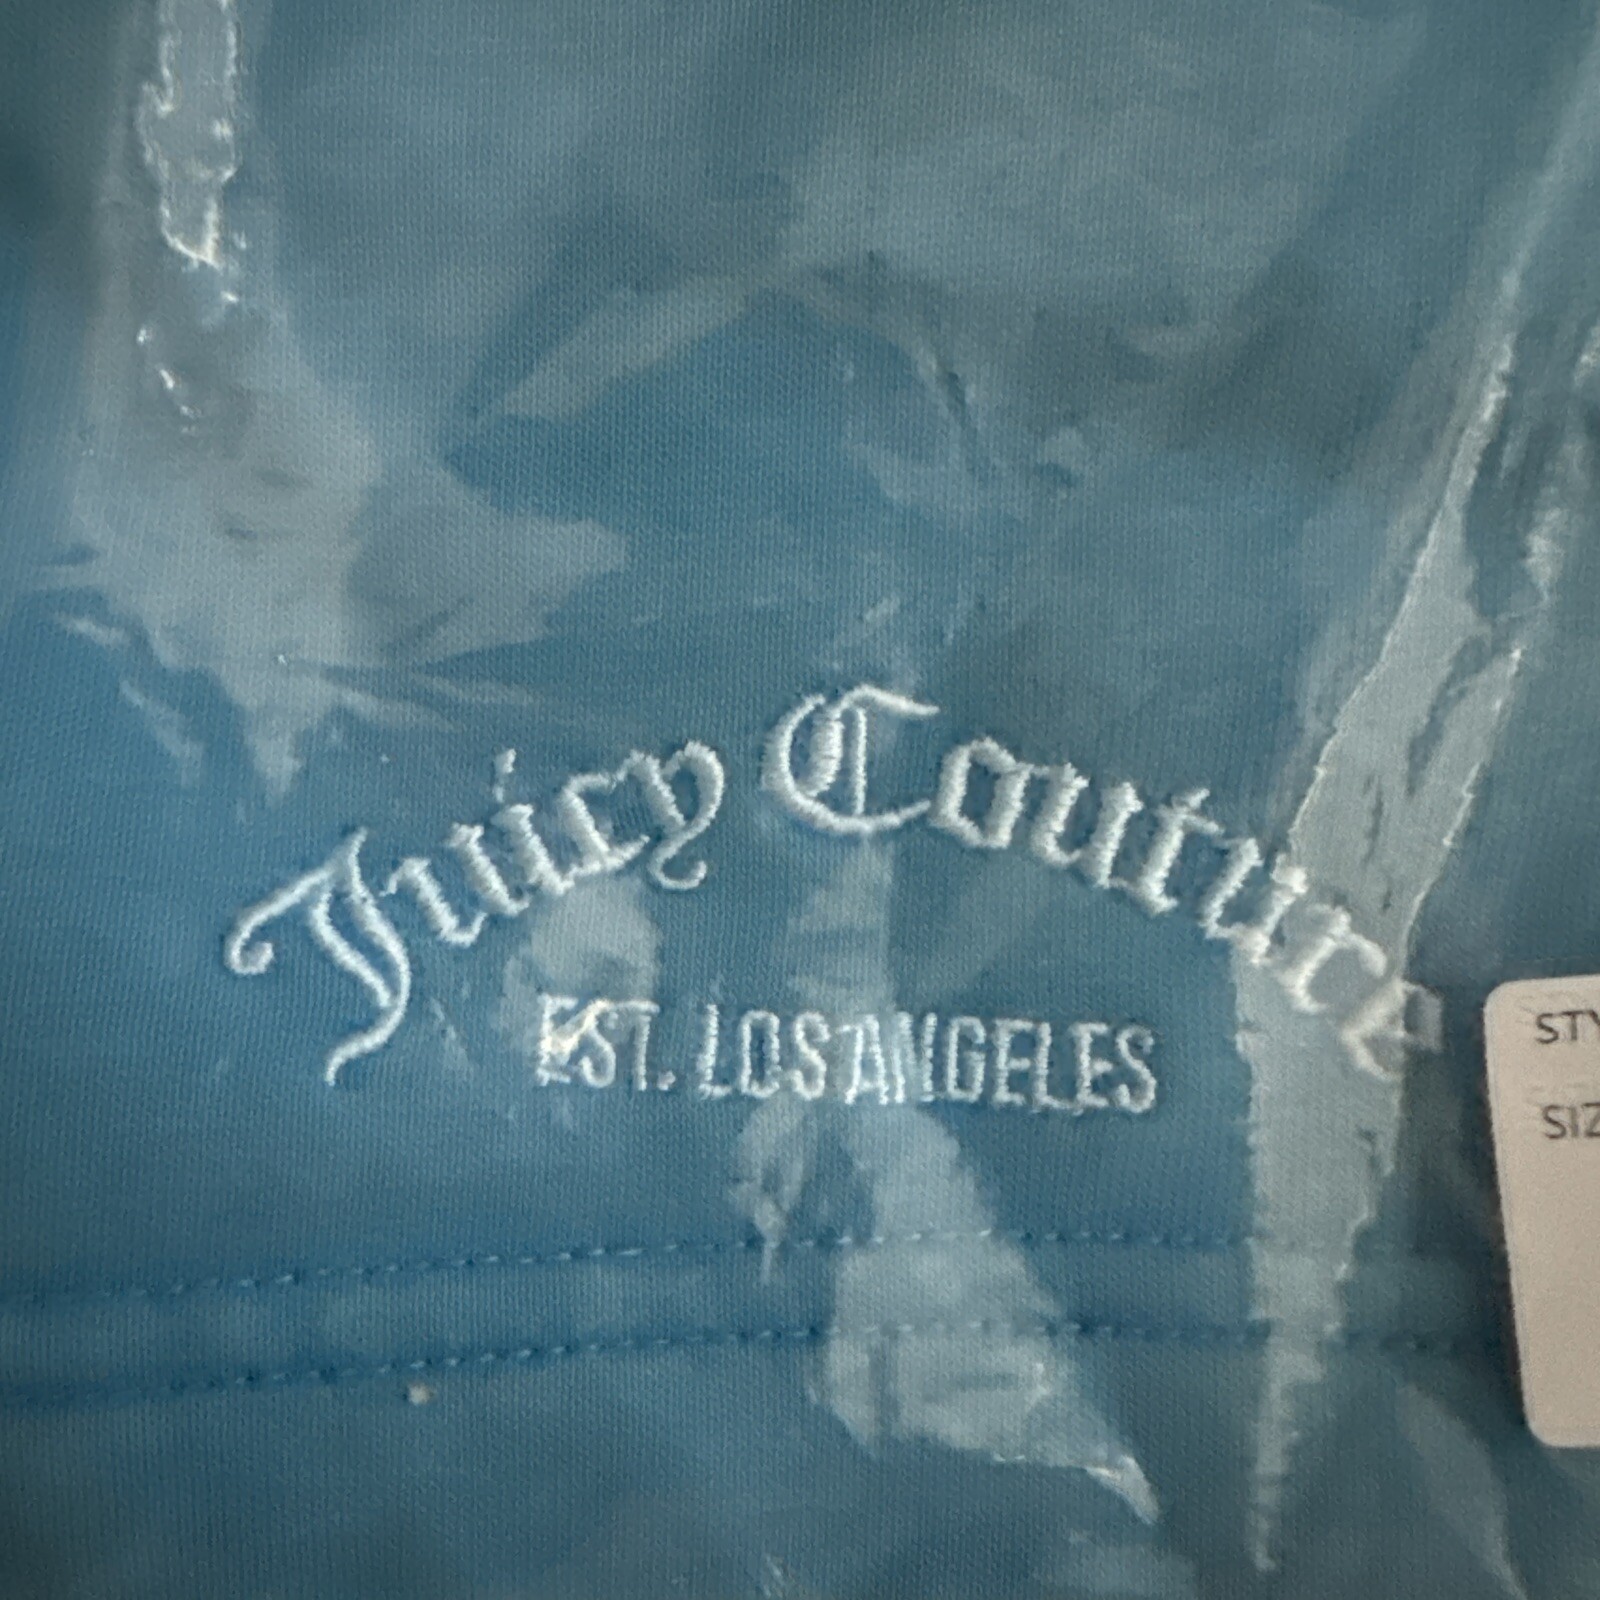 Juicy Couture
EST. LOS ANGELES
STY
SIZ